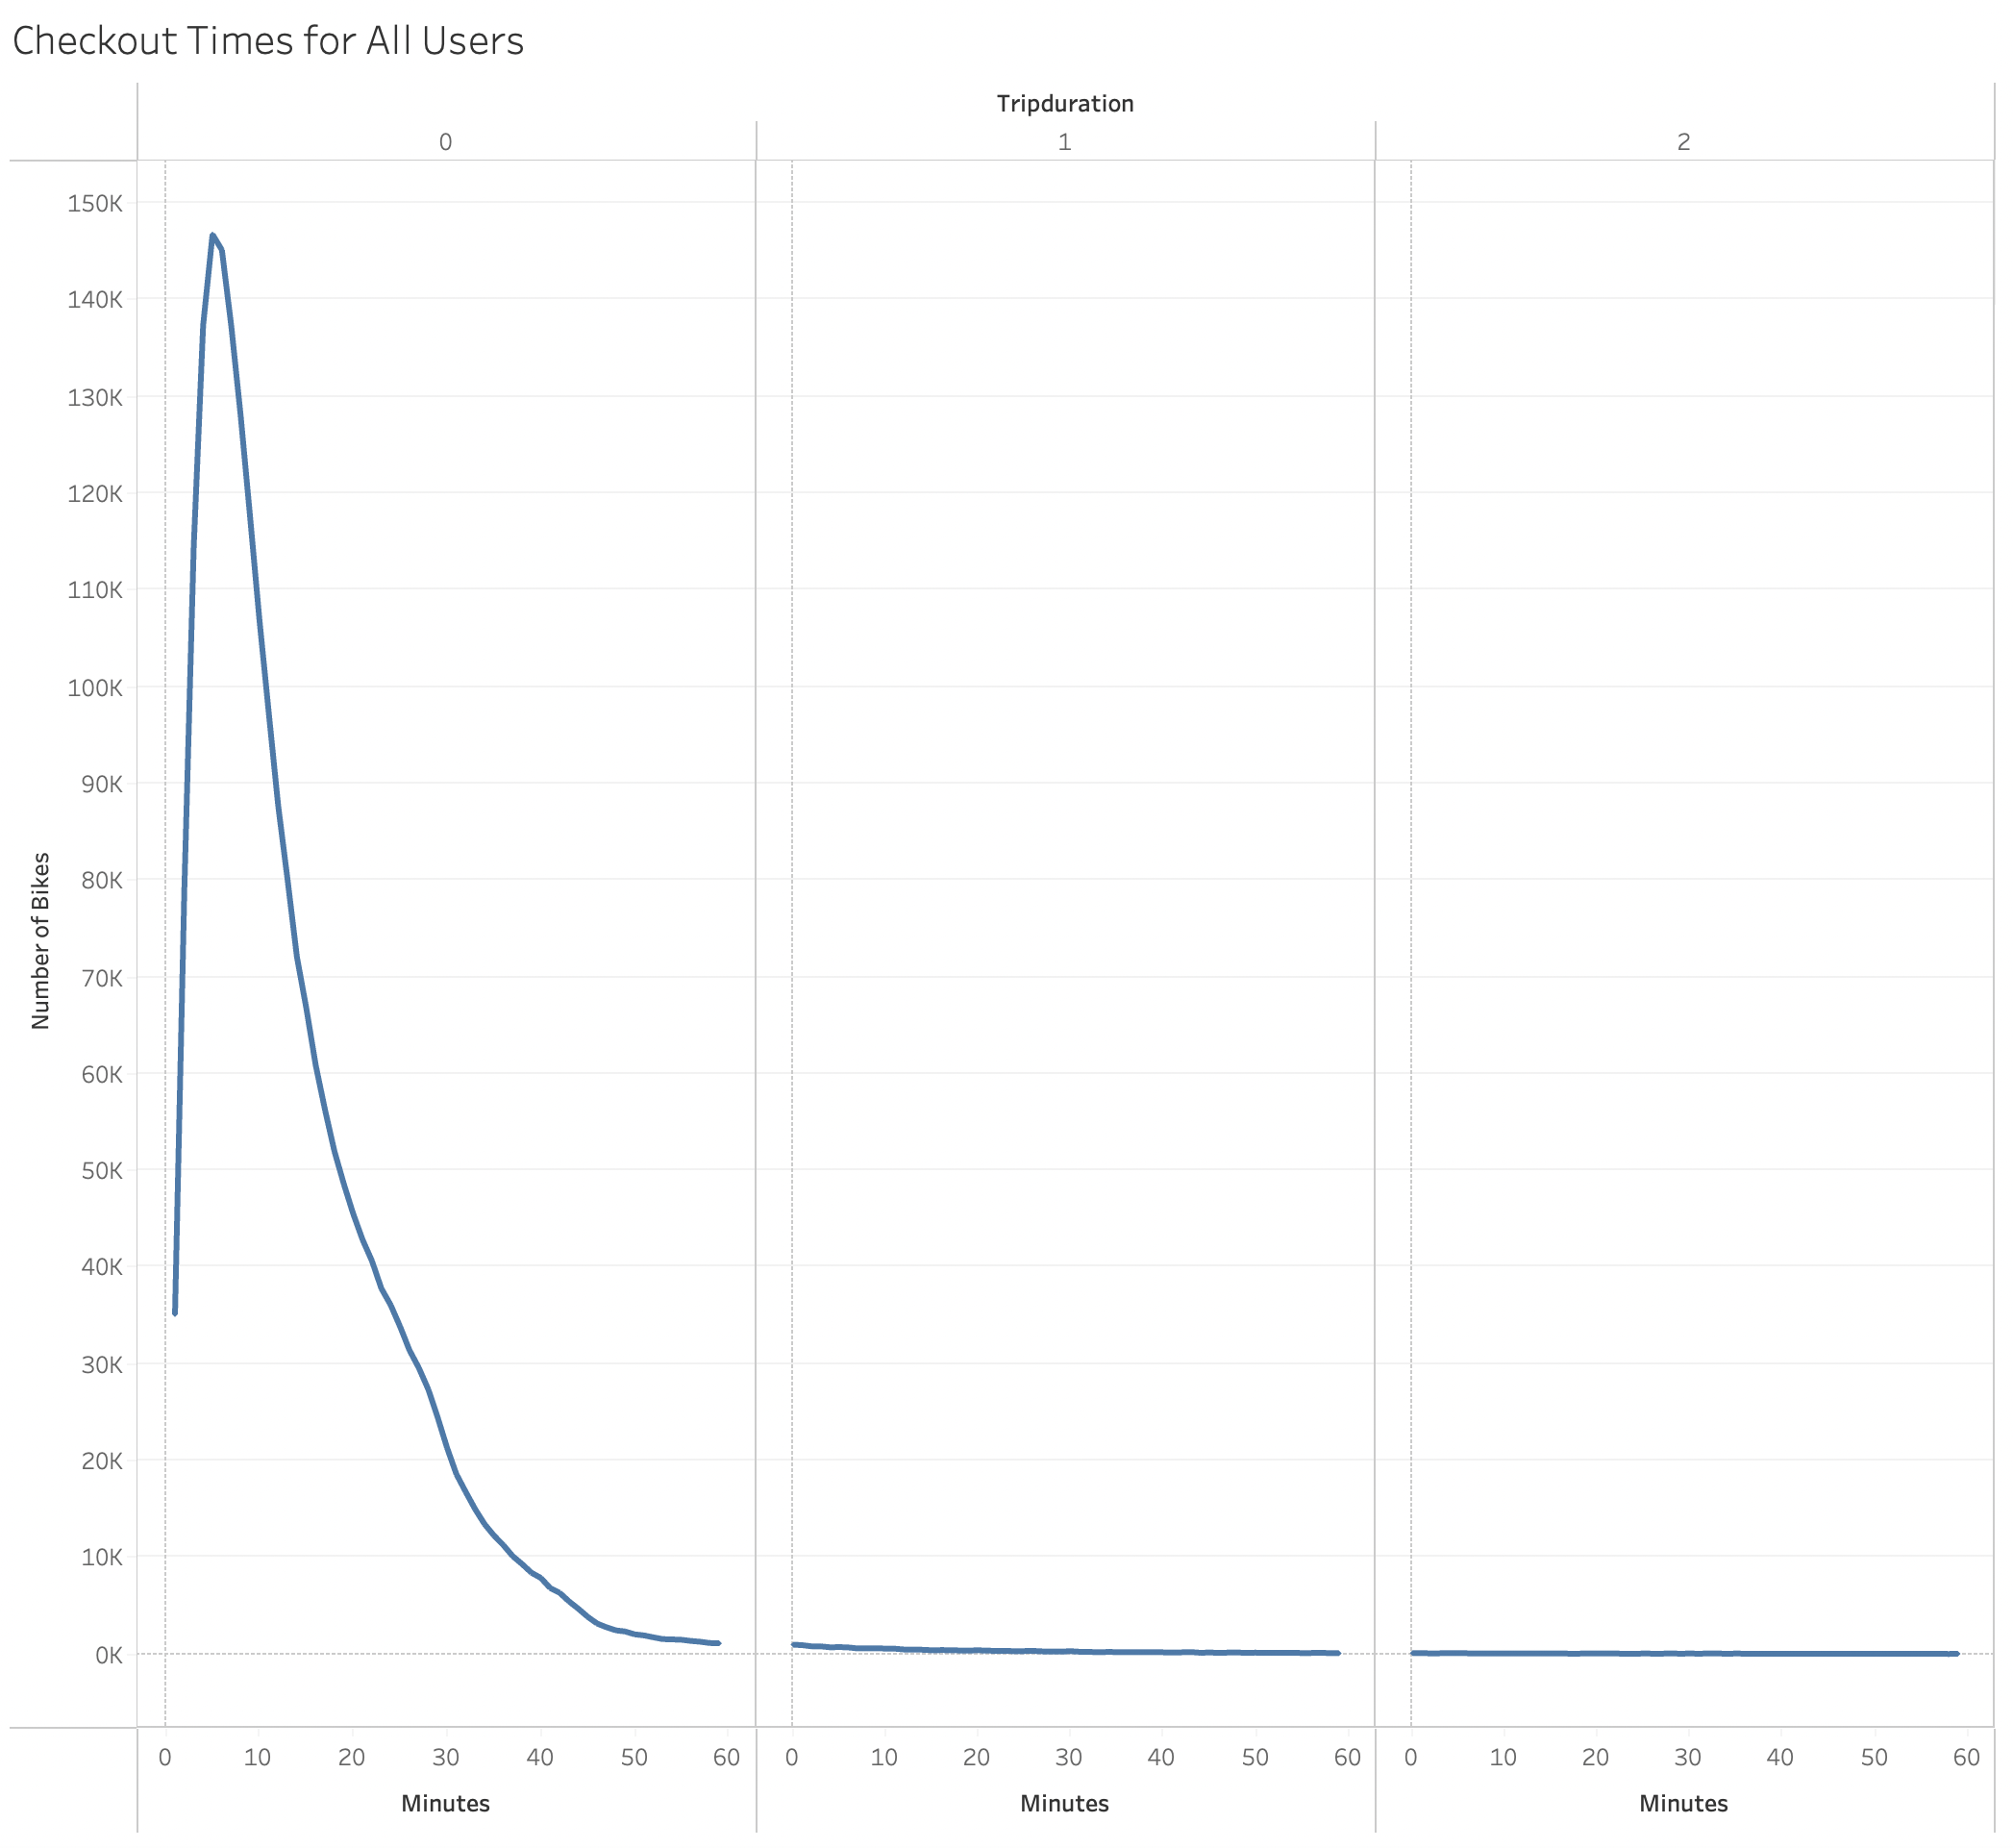 Checkout Times for All Users
Tripduration
0 1 2
150K
140K
130K
120K
110K
100K
90K
80K
70K
60K
50K
40K
30K
20K
10K
0K
Number of Bikes
0 10 20 30 40 50 60 0 10 20 30 40 50 60 0 10 20 30 40 50 60
Minutes Minutes Minutes